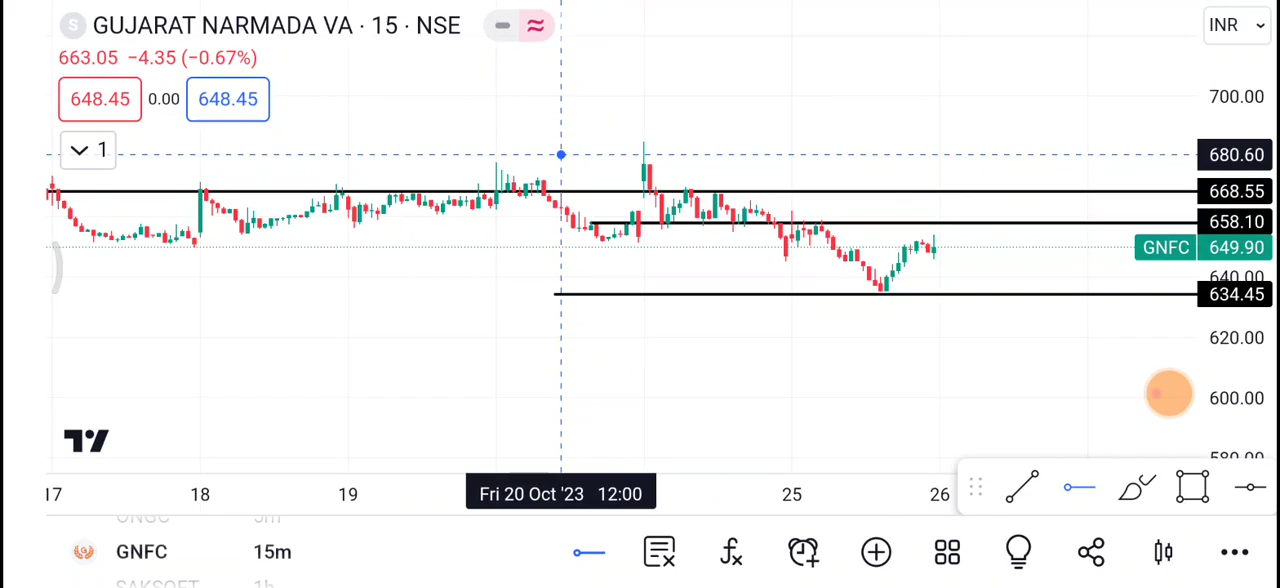 S GUJARAT NARMADA VA · 15 · NSE
INR
663.05 −4.35 (−0.67%)
648.45 0.00 648.45
1
700.00
680.60
668.55
658.10
GNFC 649.90
640.00
634.45
620.00
600.00
580.00
17 18 19 Fri 20 Oct '23 12:00 25 26
ONGC 5m
GNFC 15m
SAKSOFT 1h